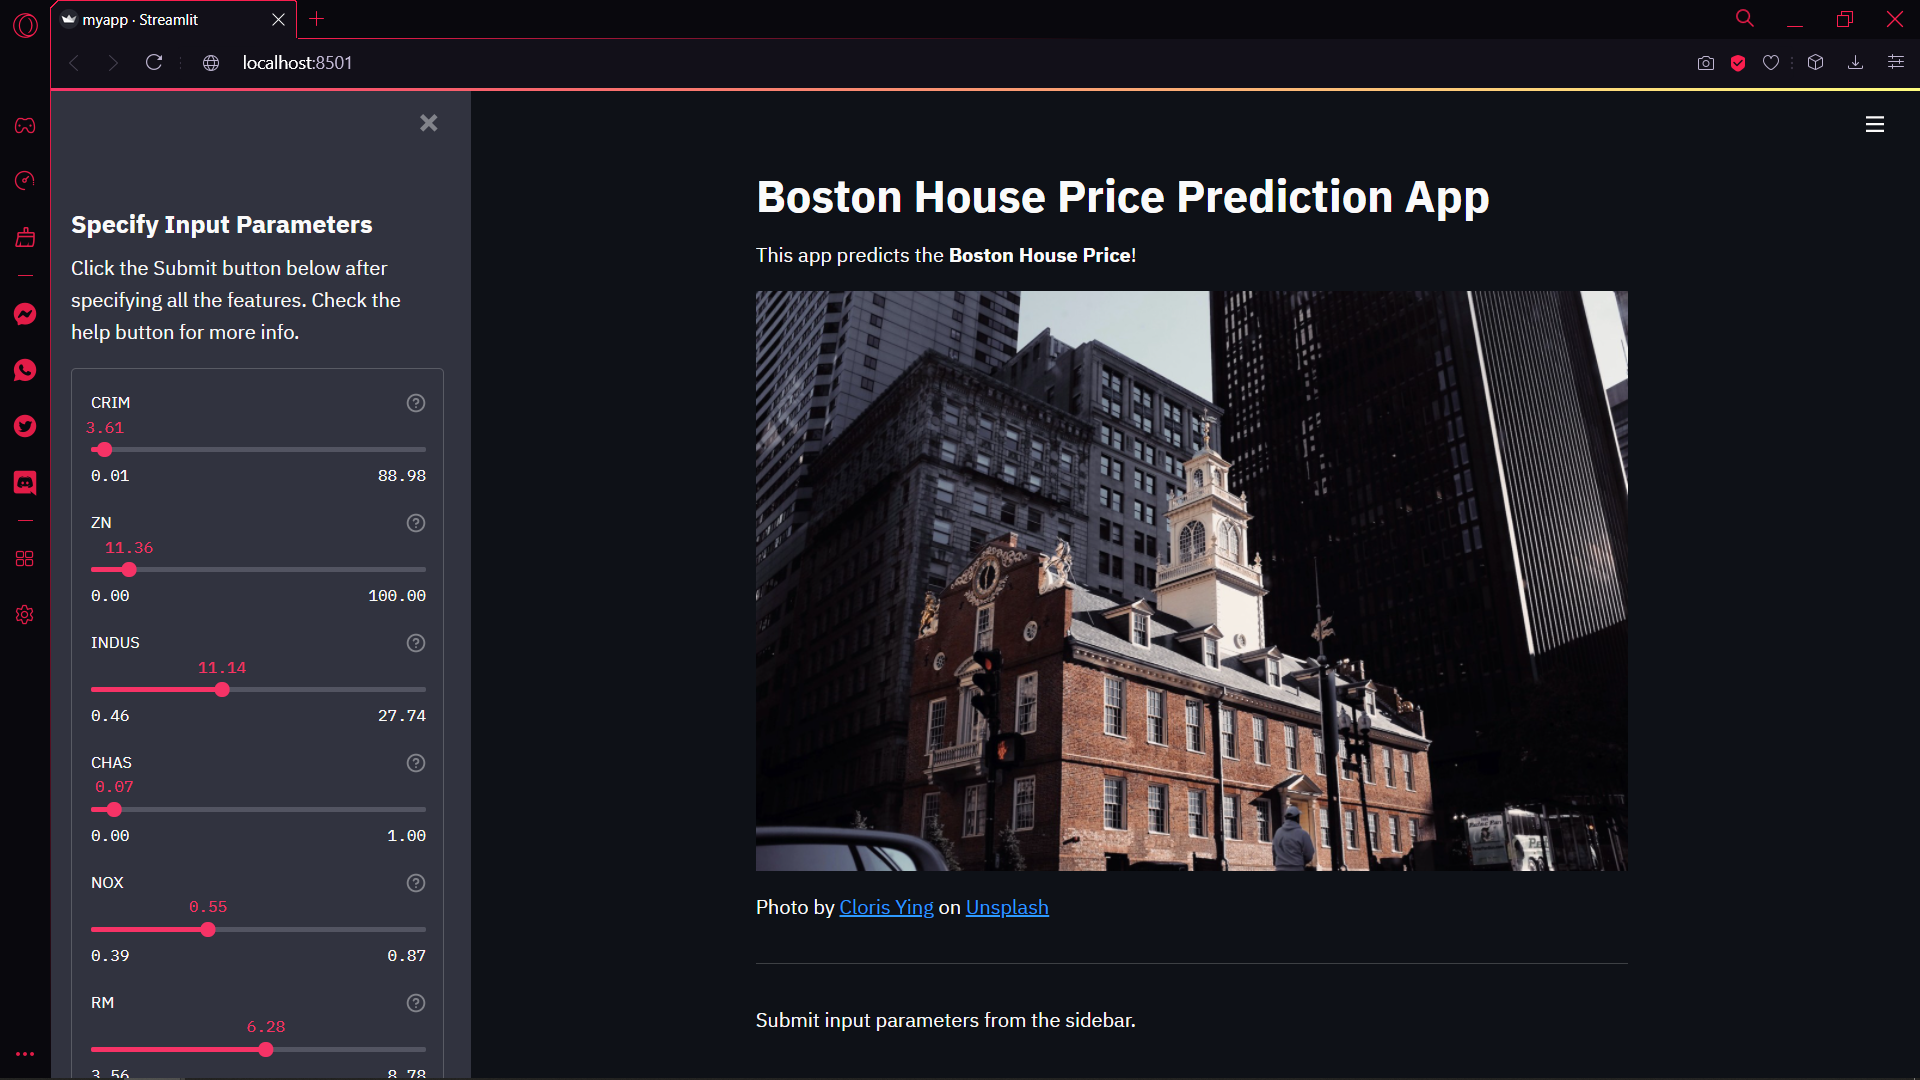 myapp · Streamlit
localhost:8501
Specify Input Parameters
Click the Submit button below after
specifying all the features. Check the
help button for more info.
CRIM
3.61
0.01 88.98
ZN
11.36
0.00 100.00
INDUS
11.14
0.46 27.74
CHAS
0.07
0.00 1.00
NOX
0.55
0.39 0.87
RM
6.28
3.56 8.78
Boston House Price Prediction App
This app predicts the Boston House Price!
Photo by Cloris Ying on Unsplash
Submit input parameters from the sidebar.